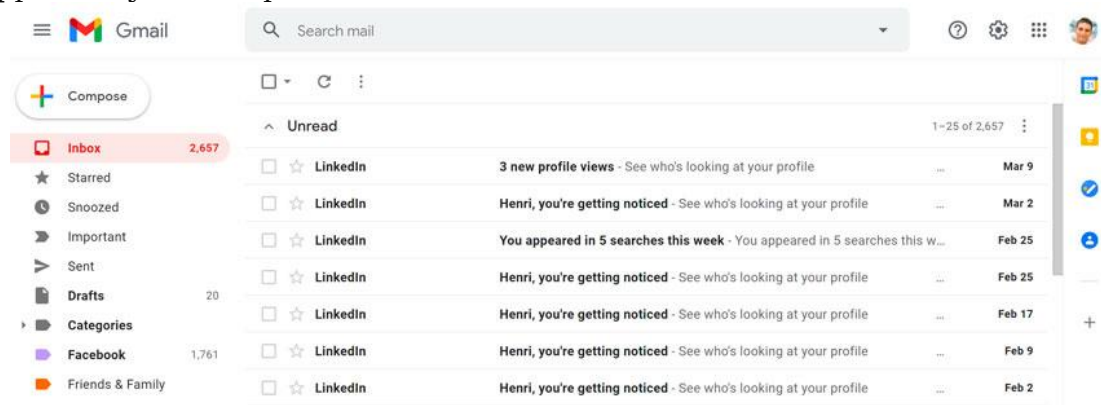 Gmail
Search mail
Compose
Inbox 2,657
Starred
Snoozed
Important
Sent
Drafts 20
Categories
Facebook 1,761
Friends & Family
Unread 1–25 of 2,657
LinkedIn 3 new profile views - See who's looking at your profile ... Mar 9
LinkedIn Henri, you're getting noticed - See who's looking at your profile ... Mar 2
LinkedIn You appeared in 5 searches this week - You appeared in 5 searches this w... Feb 25
LinkedIn Henri, you're getting noticed - See who's looking at your profile ... Feb 25
LinkedIn Henri, you're getting noticed - See who's looking at your profile ... Feb 17
LinkedIn Henri, you're getting noticed - See who's looking at your profile ... Feb 9
LinkedIn Henri, you're getting noticed - See who's looking at your profile ... Feb 2
31